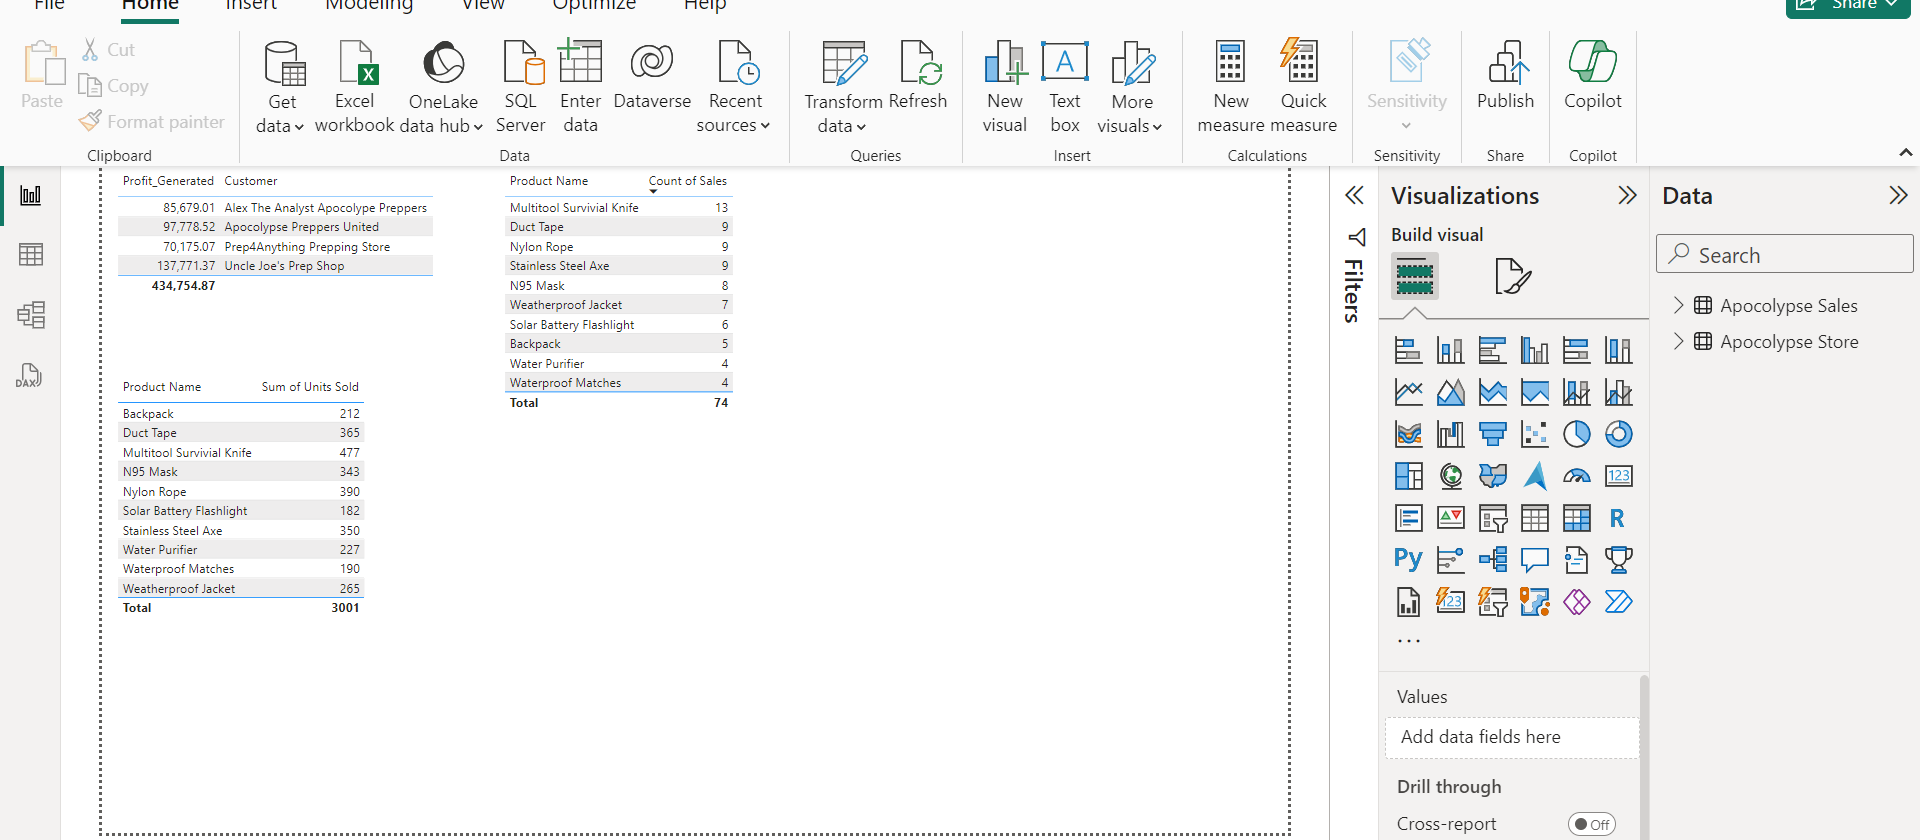 File Home Insert Modeling View Optimize Help Share
Paste
Cut
Copy
Format painter
Clipboard
Get data
Excel workbook
OneLake data hub
SQL Server
Enter data
Dataverse
Recent sources
Data
Transform data
Refresh
Queries
New visual
Text box
More visuals
Insert
New measure
Quick measure
Calculations
Sensitivity
Sensitivity
Publish
Share
Copilot
Copilot
DAX
Profit_Generated Customer
85,679.01 Alex The Analyst Apocolype Preppers
97,778.52 Apocolypse Preppers United
70,175.07 Prep4Anything Prepping Store
137,771.37 Uncle Joe's Prep Shop
434,754.87
Product Name Count of Sales
Multitool Survivial Knife 13
Duct Tape 9
Nylon Rope 9
Stainless Steel Axe 9
N95 Mask 8
Weatherproof Jacket 7
Solar Battery Flashlight 6
Backpack 5
Water Purifier 4
Waterproof Matches 4
Total 74
Product Name Sum of Units Sold
Backpack 212
Duct Tape 365
Multitool Survivial Knife 477
N95 Mask 343
Nylon Rope 390
Solar Battery Flashlight 182
Stainless Steel Axe 350
Water Purifier 227
Waterproof Matches 190
Weatherproof Jacket 265
Total 3001
Filters
Visualizations
Build visual
123
R
Py
123
...
Values
Add data fields here
Drill through
Cross-report Off
Data
Search
Apocolypse Sales
Apocolypse Store